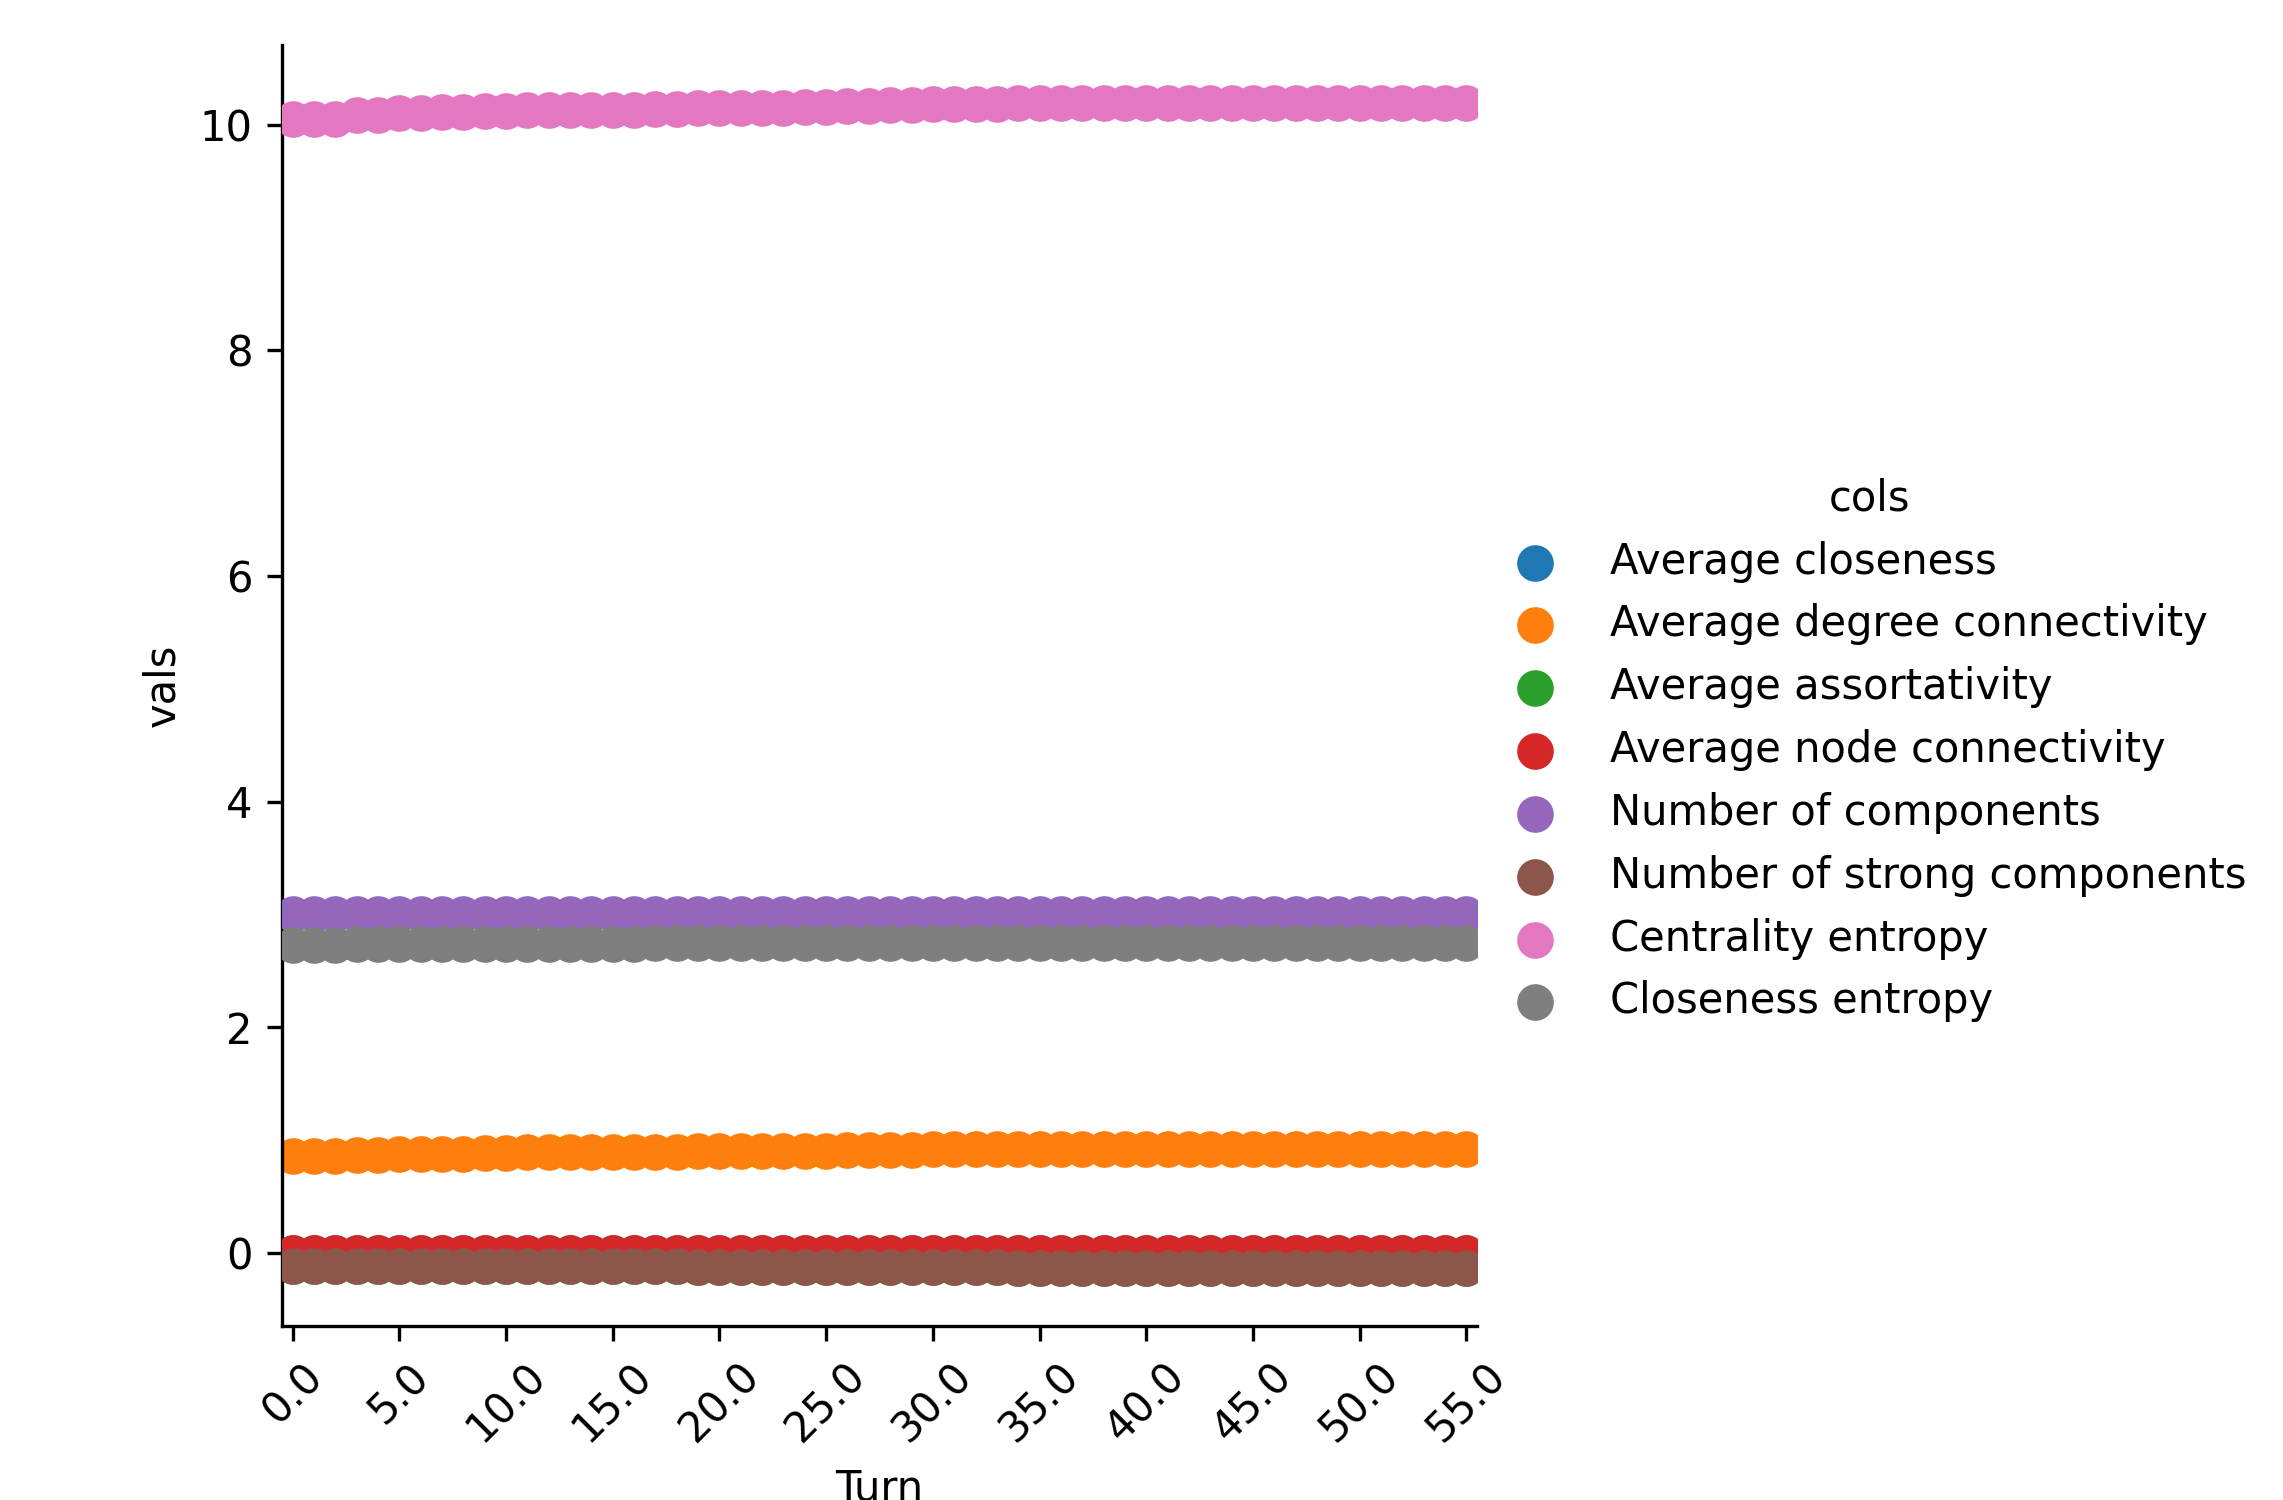 10
8
6
4
2
0
vals
0.0
5.0
10.0
15.0
20.0
25.0
30.0
35.0
40.0
45.0
50.0
55.0
Turn
cols
Average closeness
Average degree connectivity
Average assortativity
Average node connectivity
Number of components
Number of strong components
Centrality entropy
Closeness entropy